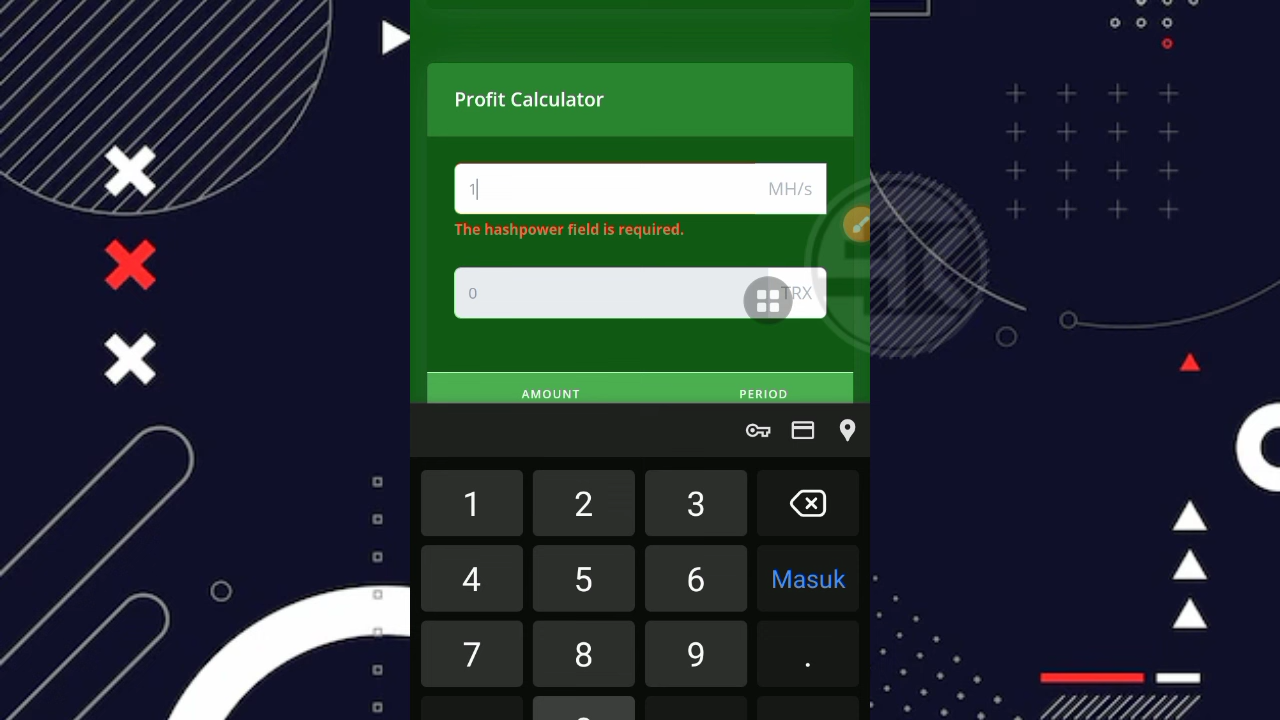 Profit Calculator
1 MH/s
The hashpower field is required.
0 TRX
AMOUNT PERIOD
1 2 3
4 5 6 Masuk
7 8 9 .